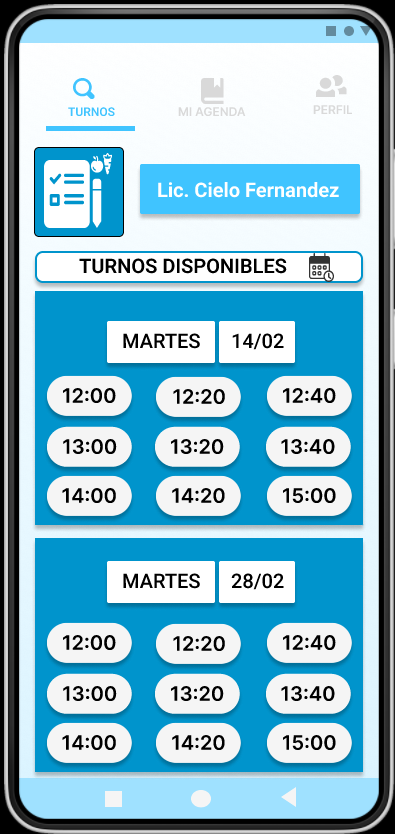 TURNOS MI AGENDA PERFIL
Lic. Cielo Fernandez
TURNOS DISPONIBLES
MARTES 14/02
12:00 12:20 12:40
13:00 13:20 13:40
14:00 14:20 15:00
MARTES 28/02
12:00 12:20 12:40
13:00 13:20 13:40
14:00 14:20 15:00